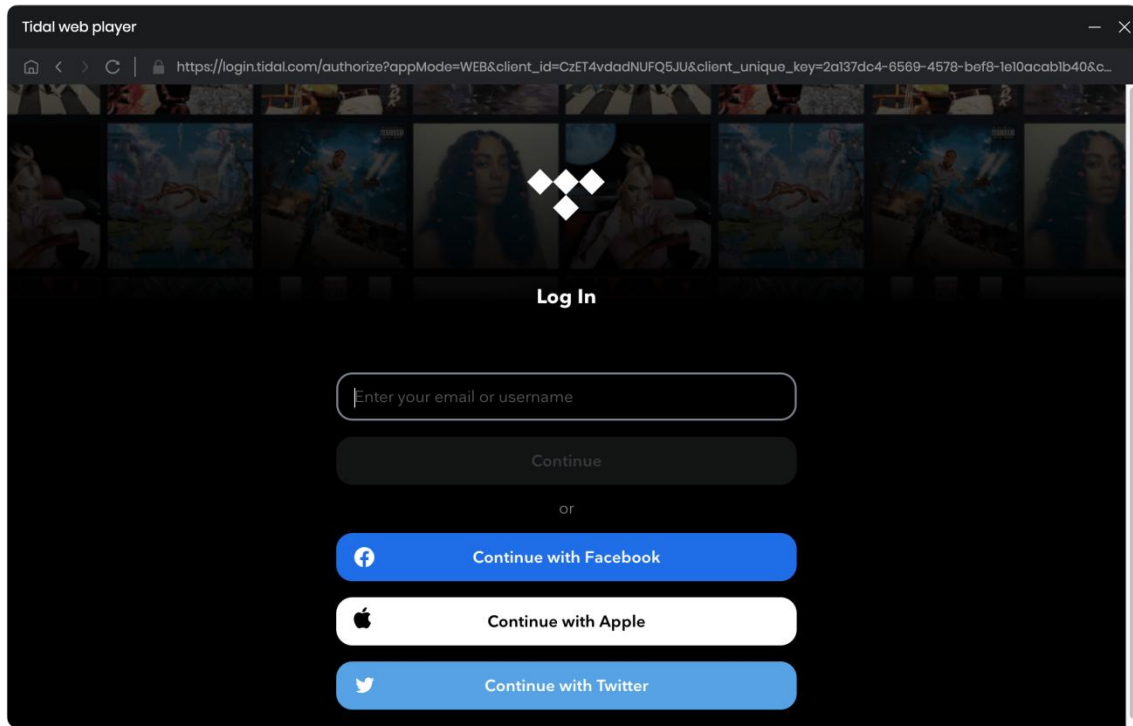 Tidal web player
https://login.tidal.com/authorize?appMode=WEB&client_id=CzET4vdadNUFQ5JU&client_unique_key=2a137dc4-6569-4578-bef8-1e10acab1b40&c...
Log In
Enter your email or username
Continue
or
Continue with Facebook
Continue with Apple
Continue with Twitter